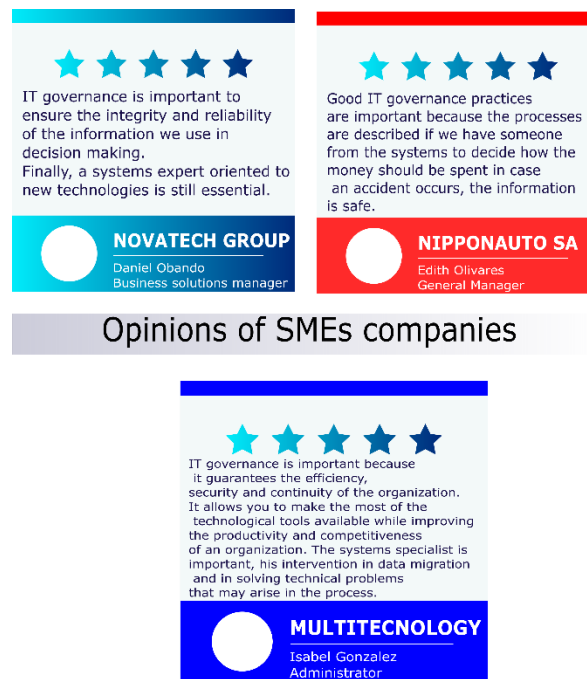 IT governance is important to
ensure the integrity and reliability
of the information we use in
decision making.
Finally, a systems expert oriented to
new technologies is still essential.
NOVATECH GROUP
Daniel Obando
Business solutions manager
Good IT governance practices
are important because the processes
are described if we have someone
from the systems to decide how the
money should be spent in case
an accident occurs, the information
is safe.
NIPPONAUTO SA
Edith Olivares
General Manager
Opinions of SMEs companies
IT governance is important because
it guarantees the efficiency,
security and continuity of the organization.
It allows you to make the most of the
technological tools available while improving
the productivity and competitiveness
of an organization. The systems specialist is
important, his intervention in data migration
and in solving technical problems
that may arise in the process.
MULTITECNOLOGY
Isabel Gonzalez
Administrator